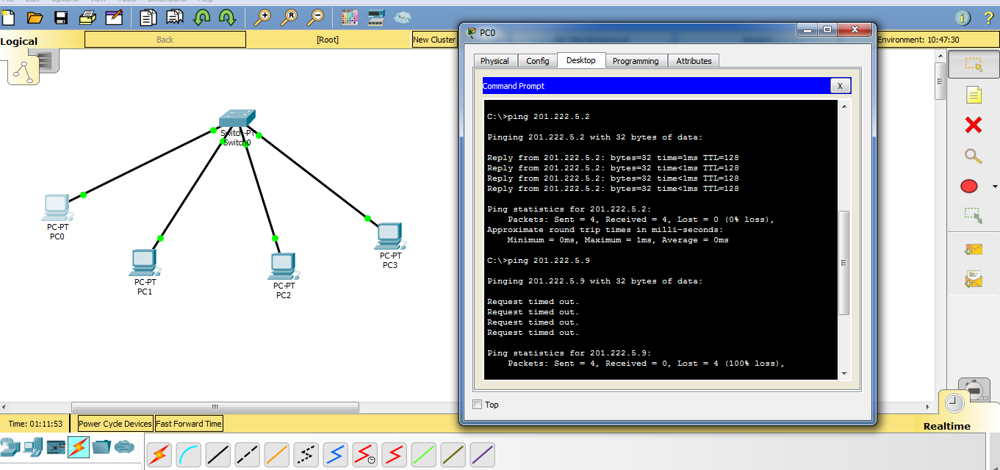 File Edit Options View Tools Extensions Help
Logical
Back
[Root]
New Cluster
Environment: 10:47:30
PC0
Physical Config Desktop Programming Attributes
Command Prompt
X
C:\>ping 201.222.5.2
Pinging 201.222.5.2 with 32 bytes of data:
Reply from 201.222.5.2: bytes=32 time=1ms TTL=128
Reply from 201.222.5.2: bytes=32 time<1ms TTL=128
Reply from 201.222.5.2: bytes=32 time<1ms TTL=128
Reply from 201.222.5.2: bytes=32 time<1ms TTL=128
Ping statistics for 201.222.5.2:
Packets: Sent = 4, Received = 4, Lost = 0 (0% loss),
Approximate round trip times in milli-seconds:
Minimum = 0ms, Maximum = 1ms, Average = 0ms
C:\>ping 201.222.5.9
Pinging 201.222.5.9 with 32 bytes of data:
Request timed out.
Request timed out.
Request timed out.
Request timed out.
Ping statistics for 201.222.5.9:
Packets: Sent = 4, Received = 0, Lost = 4 (100% loss),
Top
Switch-PT
Switch0
PC-PT
PC0
PC-PT
PC1
PC-PT
PC2
PC-PT
PC3
Time: 01:11:53
Power Cycle Devices
Fast Forward Time
Realtime